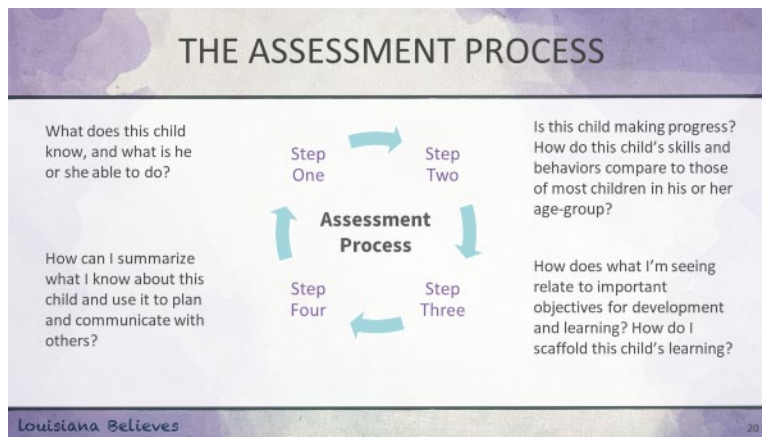 THE ASSESSMENT PROCESS
What does this child
know, and what is he
or she able to do?
Step
One
Step
Two
Is this child making progress?
How do this child's skills and
behaviors compare to those
of most children in his or her
age-group?
Assessment
Process
How can I summarize
what I know about this
child and use it to plan
and communicate with
others?
Step
Four
Step
Three
How does what I'm seeing
relate to important
objectives for development
and learning? How do I
scaffold this child's learning?
Louisiana Believes
20